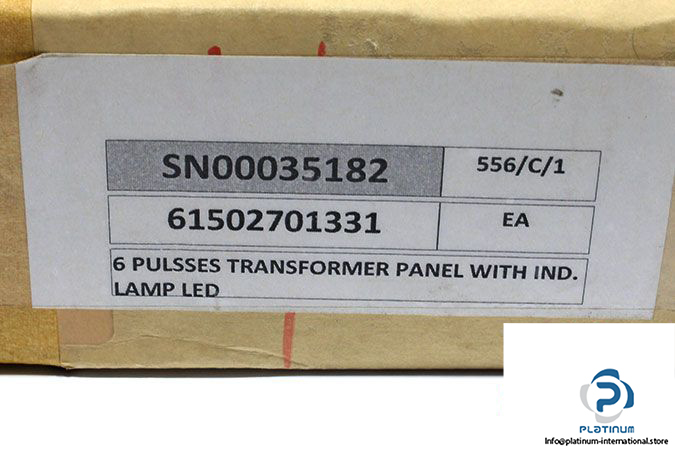 SN00035182 556/C/1
61502701331 EA
6 PULSSES TRANSFORMER PANEL WITH IND.
LAMP LED
PLATINUM
Info@platinum-international.store